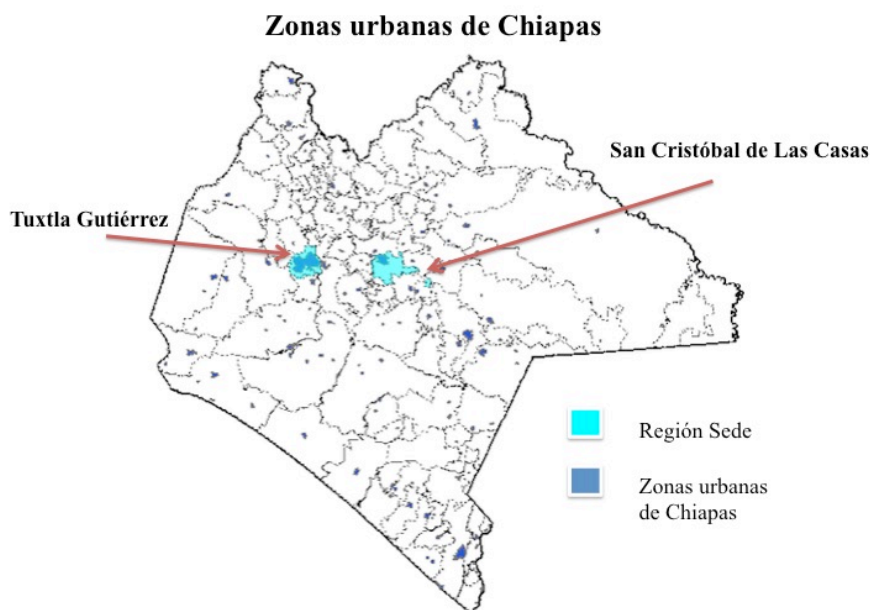 Zonas urbanas de Chiapas
San Cristóbal de Las Casas
Tuxtla Gutiérrez
Región Sede
Zonas urbanas
de Chiapas